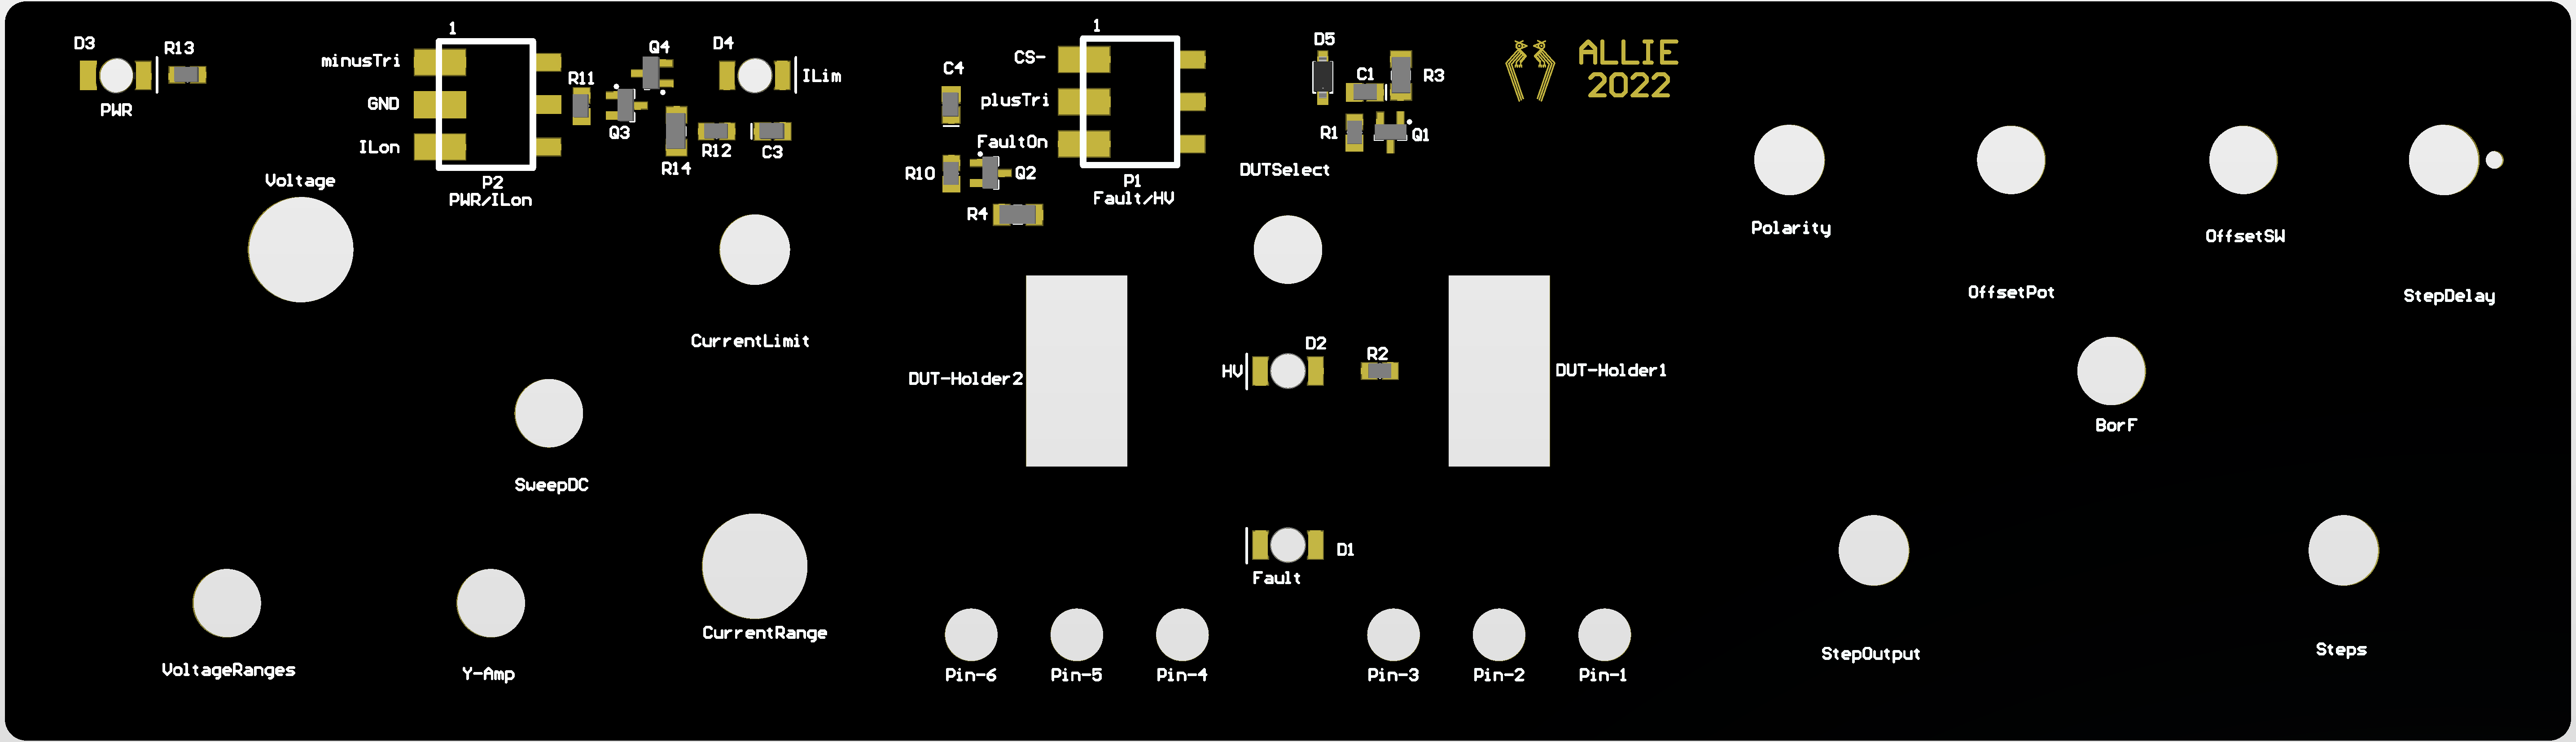 D3
R13
PWR
1
minusTri
GND
ILon
P2
PWR/ILon
R11
Q4
Q3
R14
R12
C3
D4
ILim
Voltage
CurrentLimit
SweepDC
VoltageRanges
Y-Amp
CurrentRange
C4
1
CS-
plusTri
FaultOn
R10
Q2
R4
P1
Fault/HV
D5
C1
R3
R1
Q1
DUTSelect
ALLIE
2022
DUT-Holder2
HV
D2
R2
DUT-Holder1
D1
Fault
Pin-6
Pin-5
Pin-4
Pin-3
Pin-2
Pin-1
Polarity
OffsetPot
OffsetSW
StepDelay
BorF
StepOutput
Steps